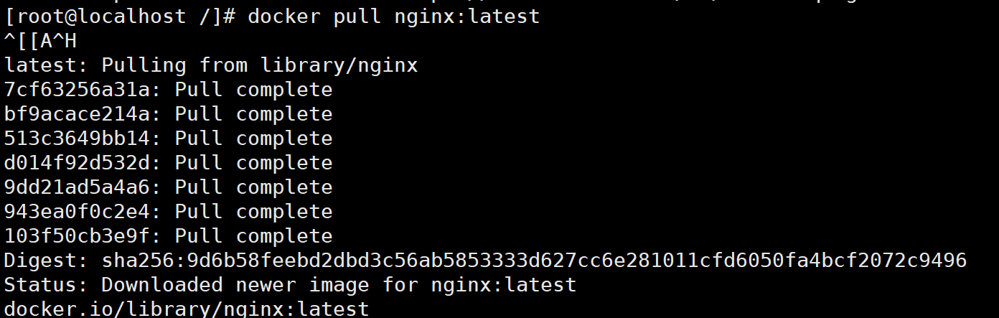 [root@localhost /]# docker pull nginx:latest
^[[A^H
latest: Pulling from library/nginx
7cf63256a31a: Pull complete
bf9acace214a: Pull complete
513c3649bb14: Pull complete
d014f92d532d: Pull complete
9dd21ad5a4a6: Pull complete
943ea0f0c2e4: Pull complete
103f50cb3e9f: Pull complete
Digest: sha256:9d6b58feebd2dbd3c56ab5853333d627cc6e281011cfd6050fa4bcf2072c9496
Status: Downloaded newer image for nginx:latest
docker.io/library/nginx:latest